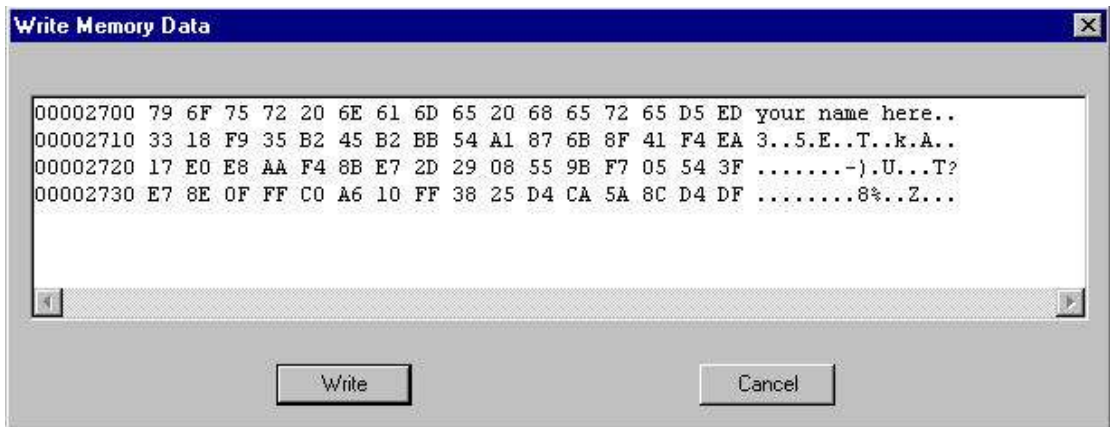 Write Memory Data
00002700 79 6F 75 72 20 6E 61 6D 65 20 68 65 72 65 D5 ED your name here..
00002710 33 18 F9 35 B2 45 B2 BB 54 A1 87 6B 8F 41 F4 EA 3..5.E..T..k.A..
00002720 17 E0 E8 AA F4 8B E7 2D 29 08 55 9B F7 05 54 3F .......-).U...T?
00002730 E7 8E 0F FF C0 A6 10 FF 38 25 D4 CA 5A 8C D4 DF ........8%..Z...
Write Cancel